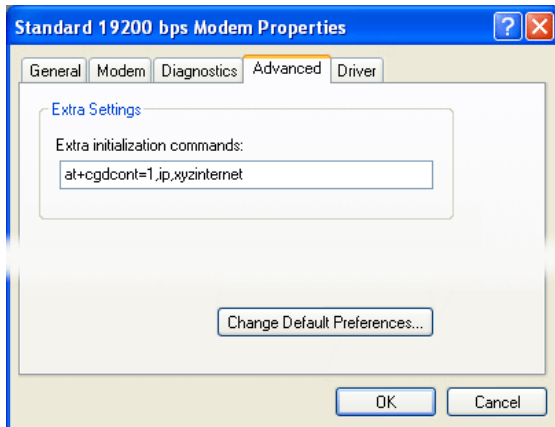 Standard 19200 bps Modem Properties
General Modem Diagnostics Advanced Driver
Extra Settings
Extra initialization commands:
at+cgdcont=1,ip,xyzinternet
Change Default Preferences...
OK Cancel